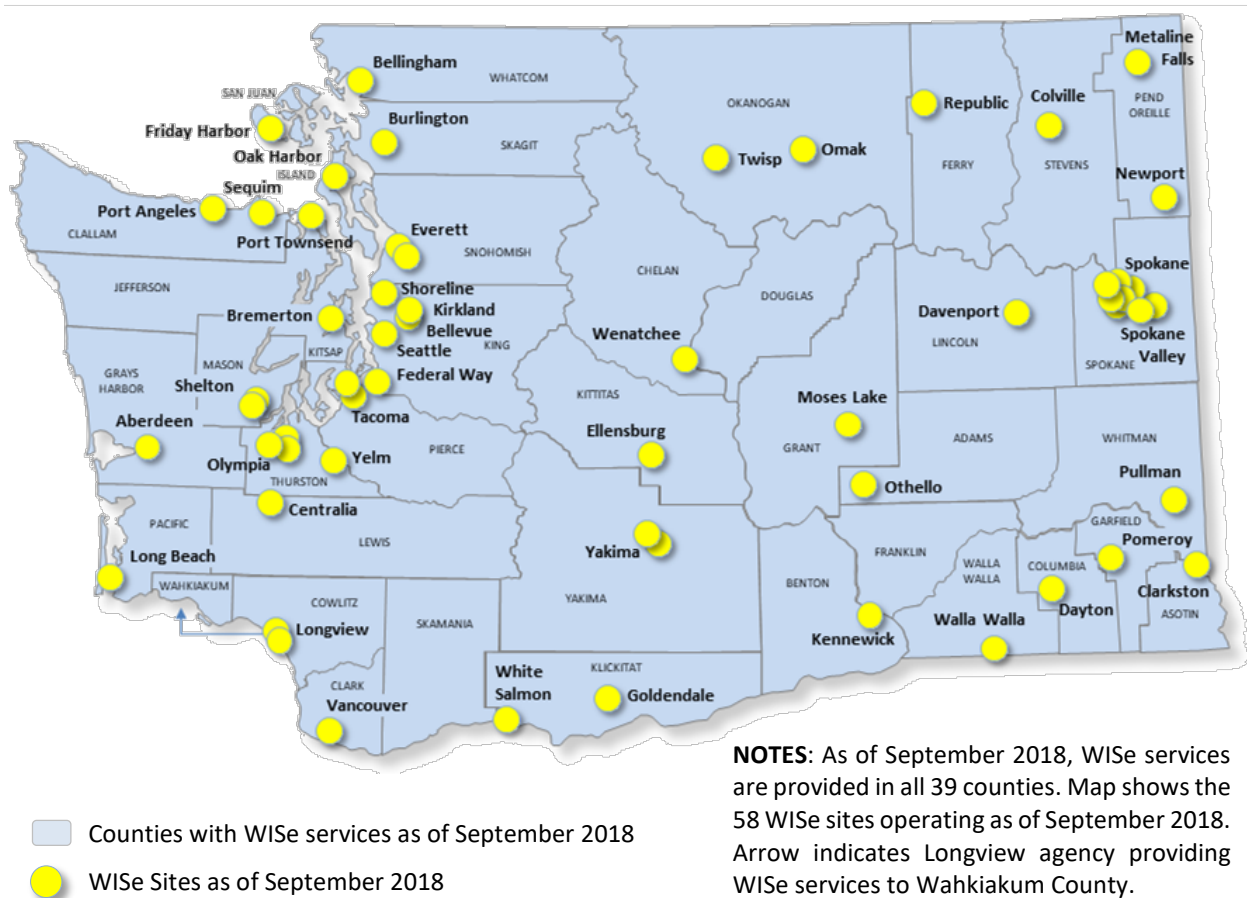 Metaline
Falls
Bellingham
WHATCOM
SAN JUAN
OKANOGAN
Republic
Colville
PEND
OREILLE
Friday Harbor
Burlington
SKAGIT
Oak Harbor
ISLAND
Twisp
Omak
FERRY
STEVENS
Newport
Sequim
Port Angeles
CLALLAM
Port Townsend
Everett
SNOHOMISH
CHELAN
Spokane
JEFFERSON
Shoreline
DOUGLAS
Bremerton
Kirkland
Bellevue
KING
Seattle
Wenatchee
Davenport
LINCOLN
Spokane
Valley
SPOKANE
KITSAP
MASON
GRAYS
HARBOR
Shelton
Federal Way
KITTITAS
Tacoma
Moses Lake
Aberdeen
Ellensburg
GRANT
ADAMS
WHITMAN
Olympia
Yelm
PIERCE
THURSTON
Othello
Pullman
Centralia
PACIFIC
LEWIS
GARFIELD
Pomeroy
Long Beach
Yakima
FRANKLIN
WALLA
WALLA
COLUMBIA
WAHKIAKUM
COWLITZ
YAKIMA
BENTON
Clarkston
ASOTIN
Dayton
Longview
SKAMANIA
Kennewick
Walla Walla
CLARK
Vancouver
White
Salmon
KLICKITAT
Goldendale
NOTES: As of September 2018, WISe services
are provided in all 39 counties. Map shows the
58 WISe sites operating as of September 2018.
Arrow indicates Longview agency providing
WISe services to Wahkiakum County.
Counties with WISe services as of September 2018
WISe Sites as of September 2018